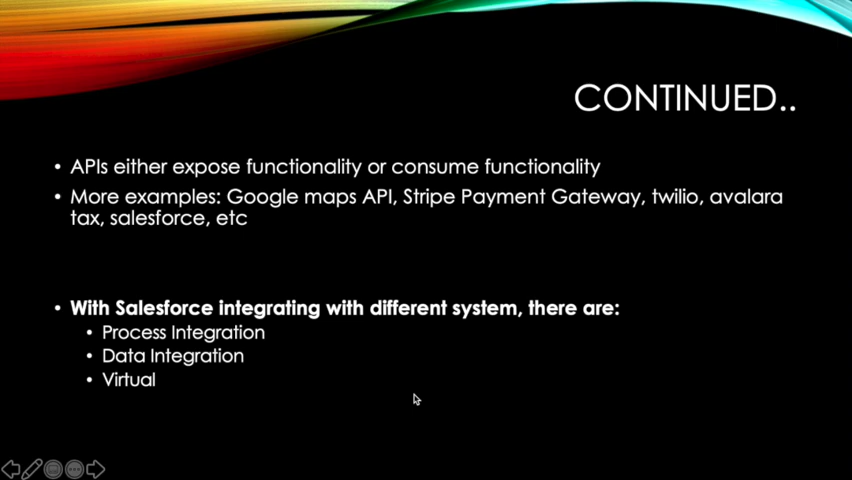 CONTINUED..
• APIs either expose functionality or consume functionality
• More examples: Google maps API, Stripe Payment Gateway, twilio, avalara
tax, salesforce, etc
• With Salesforce integrating with different system, there are:
• Process Integration
• Data Integration
• Virtual